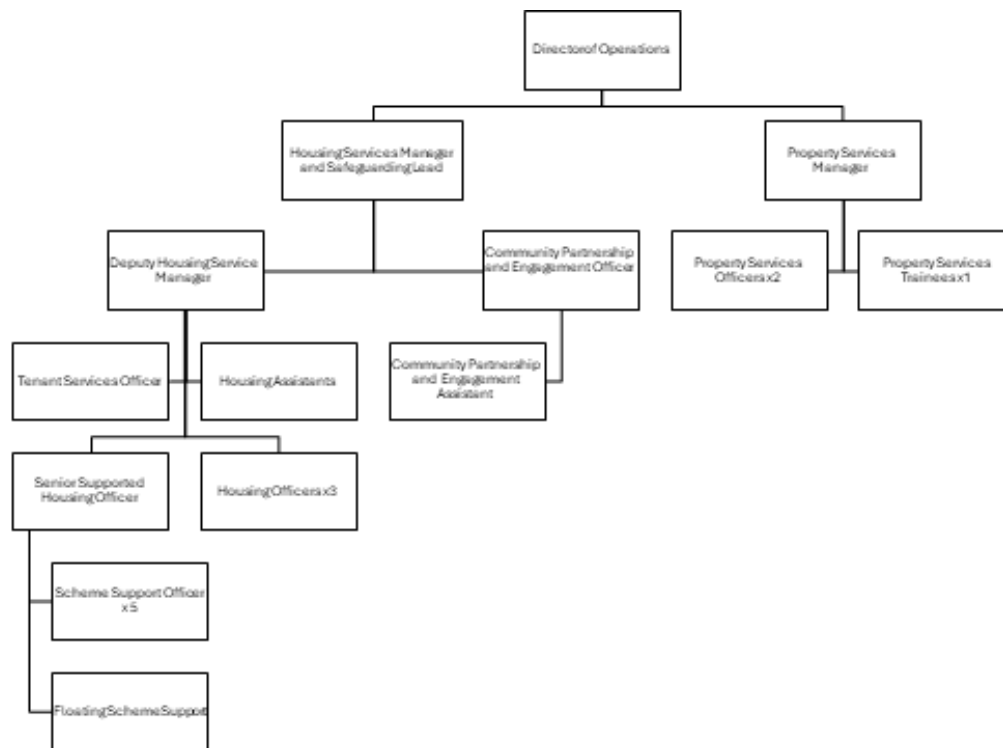 Director of Operations
Housing Services Manager
and Safeguarding Lead
Property Services
Manager
Deputy Housing Service
Manager
Community Partnership
and Engagement Officer
Property Services
Officers x2
Property Services
Trainees x1
Tenant Services Officer
Housing Assistants
Community Partnership
and Engagement
Assistant
Senior Supported
Housing Officer
Housing Officers x3
Scheme Support Officer
x 5
Floating Scheme Support